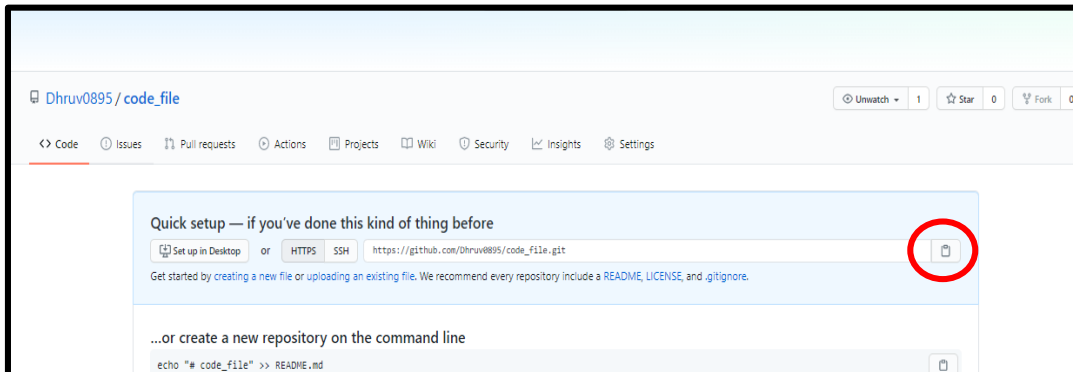 Dhruv0895 / code_file
Unwatch 1 Star 0 Fork 0
Code Issues Pull requests Actions Projects Wiki Security Insights Settings
Quick setup — if you've done this kind of thing before
Set up in Desktop or HTTPS SSH https://github.com/Dhruv0895/code_file.git
Get started by creating a new file or uploading an existing file. We recommend every repository include a README, LICENSE, and .gitignore.
...or create a new repository on the command line
echo "# code_file" >> README.md